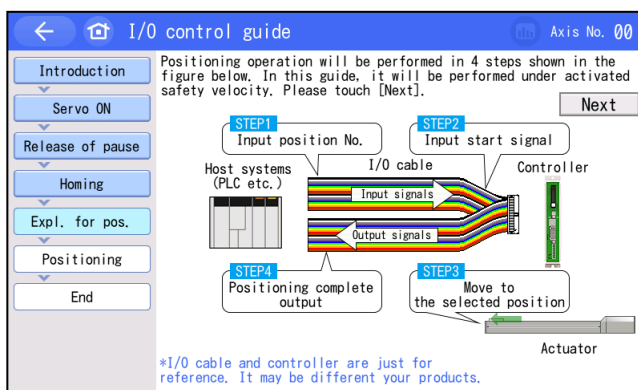 I/O control guide
Axis No. 00
Introduction
Servo ON
Release of pause
Homing
Expl. for pos.
Positioning
End
Positioning operation will be performed in 4 steps shown in the
figure below. In this guide, it will be performed under activated
safety velocity. Please touch [Next].
Next
STEP1
Input position No.
STEP2
Input start signal
Host systems
(PLC etc.)
I/O cable
Controller
Input signals
Output signals
STEP4
Positioning complete
output
STEP3
Move to
the selected position
Actuator
*I/O cable and controller are just for
reference. It may be different your products.